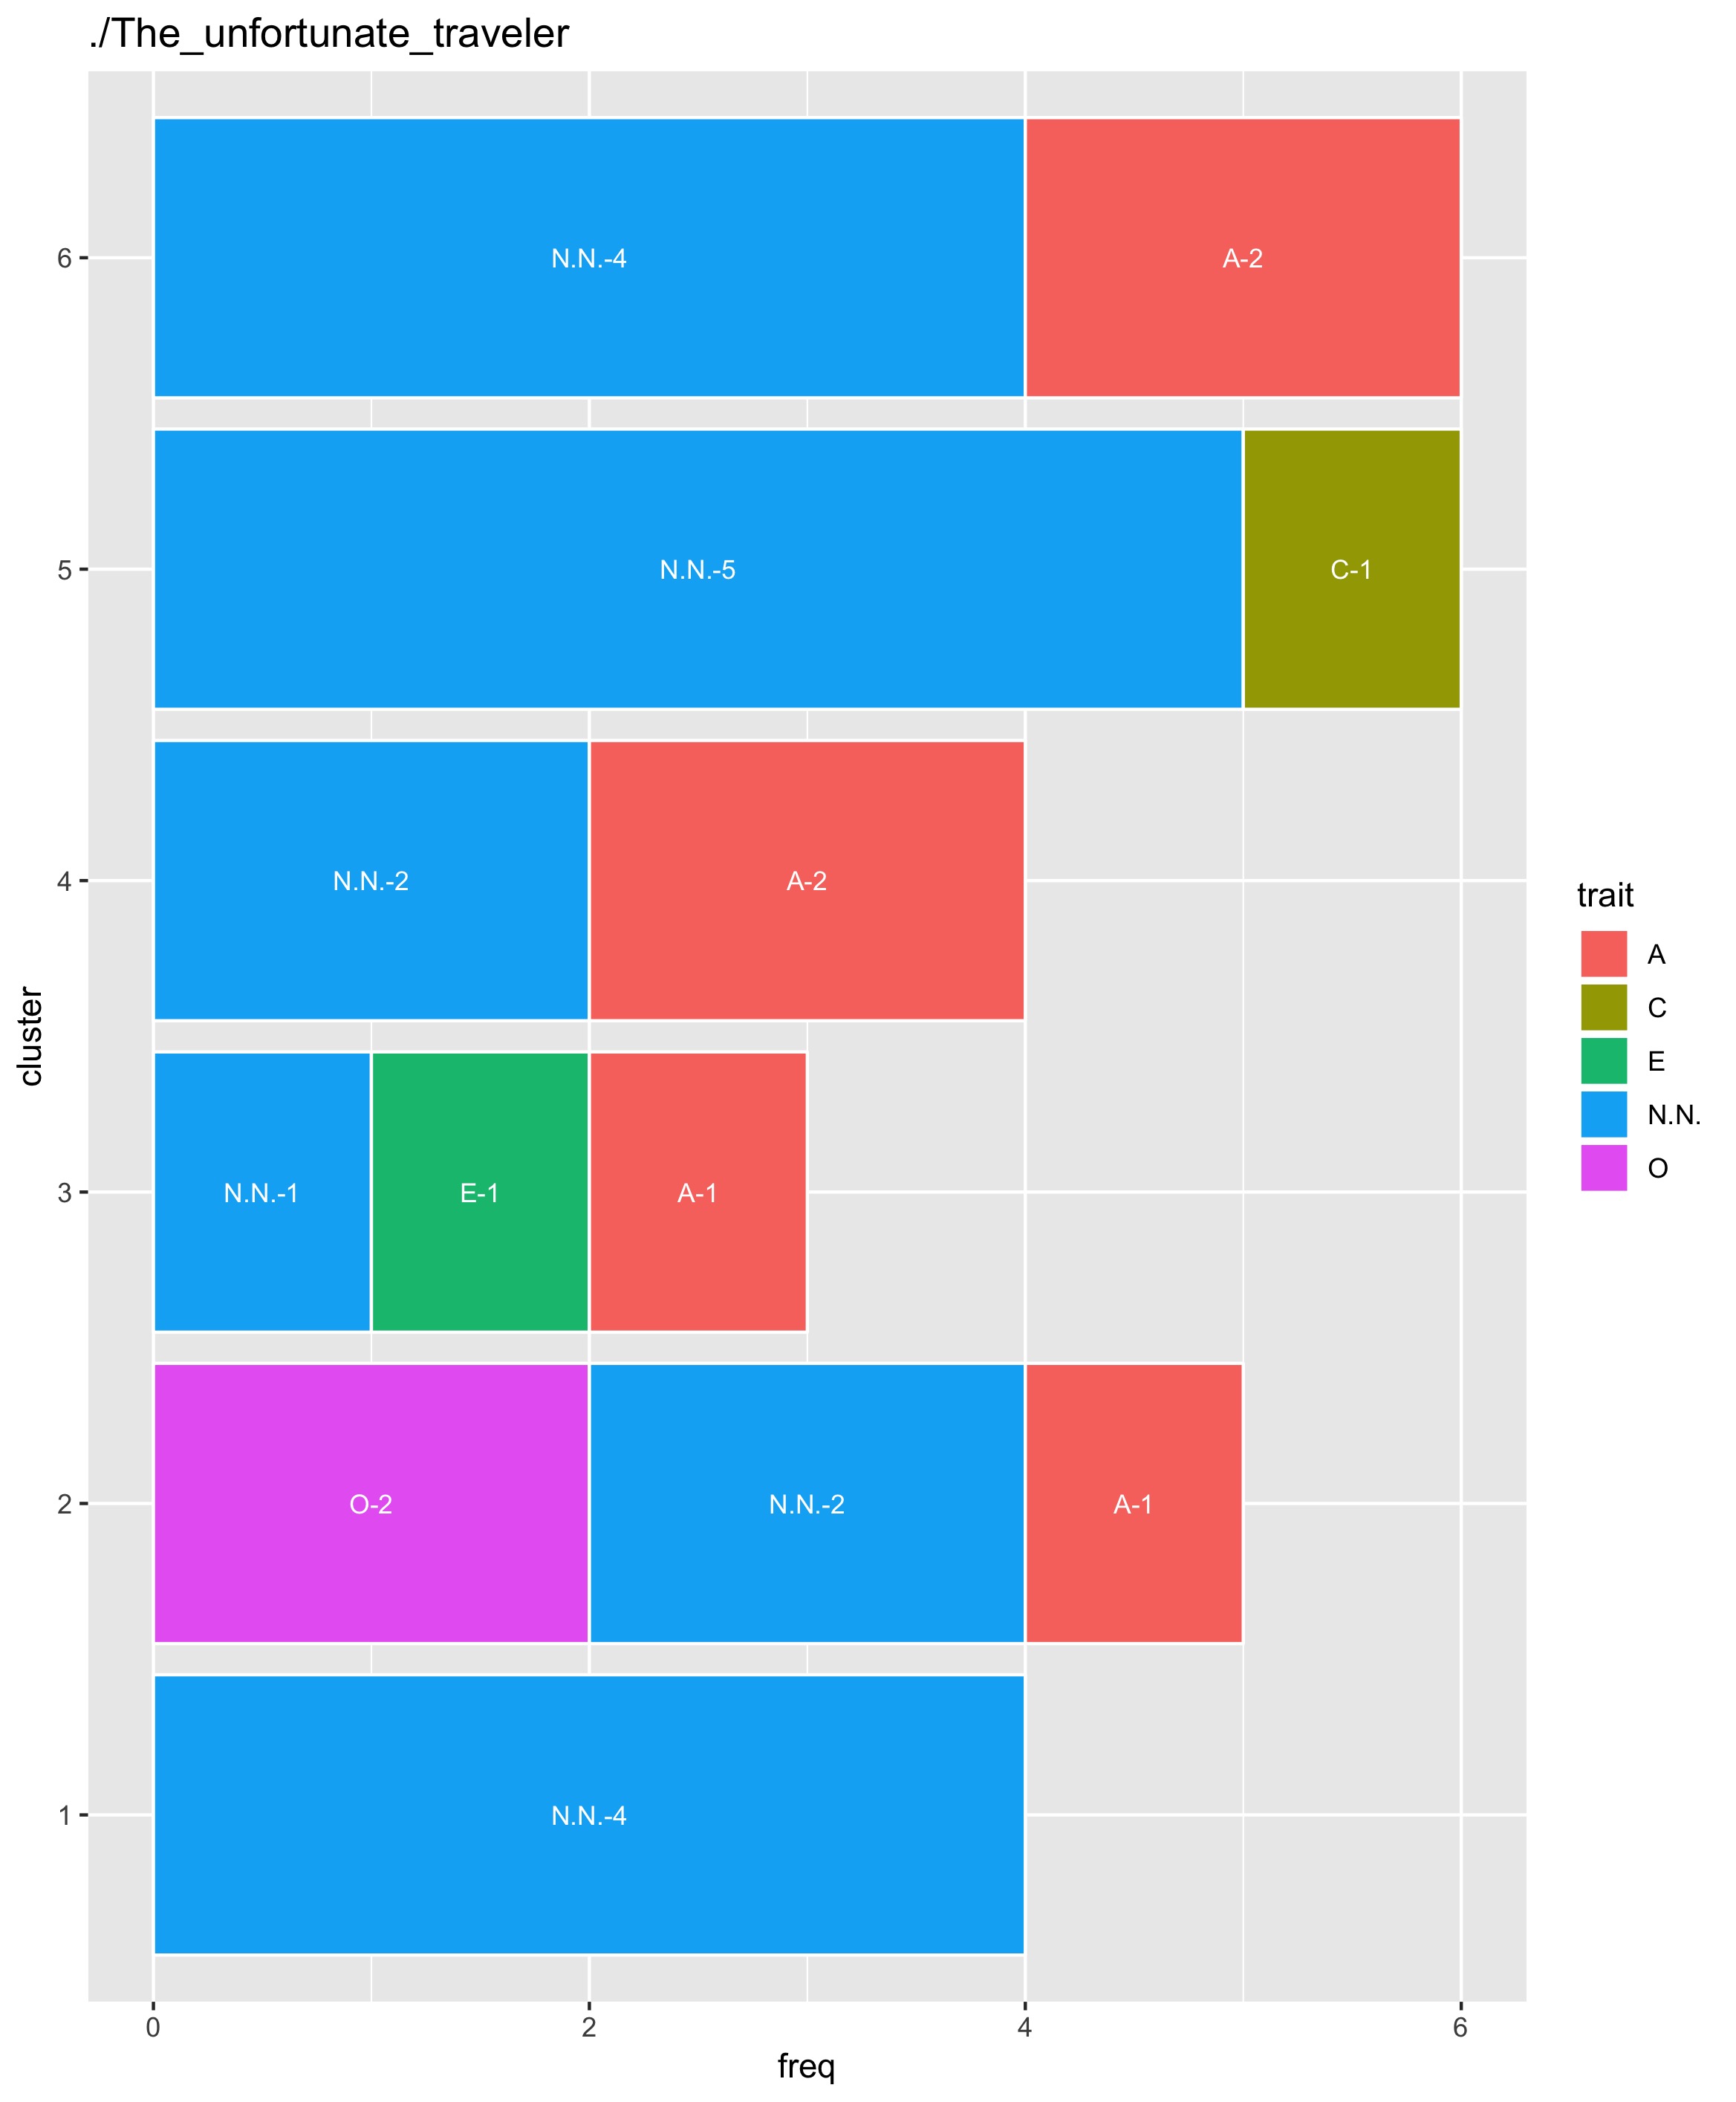 ./The_unfortunate_traveler
cluster
6
N.N.-4
A-2
5
N.N.-5
C-1
4
N.N.-2
A-2
3
N.N.-1
E-1
A-1
2
O-2
N.N.-2
A-1
1
N.N.-4
0
2
4
6
freq
trait
A
C
E
N.N.
O